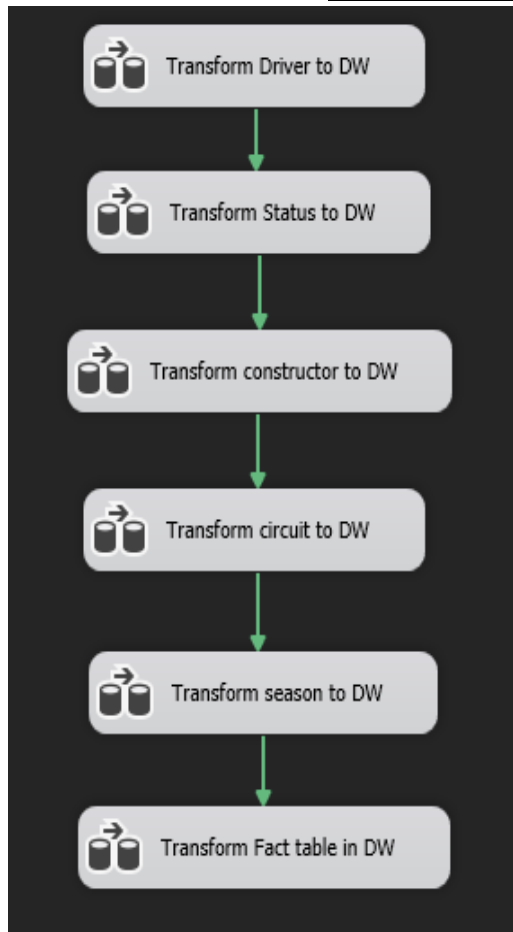 Transform Driver to DW
Transform Status to DW
Transform constructor to DW
Transform circuit to DW
Transform season to DW
Transform Fact table in DW